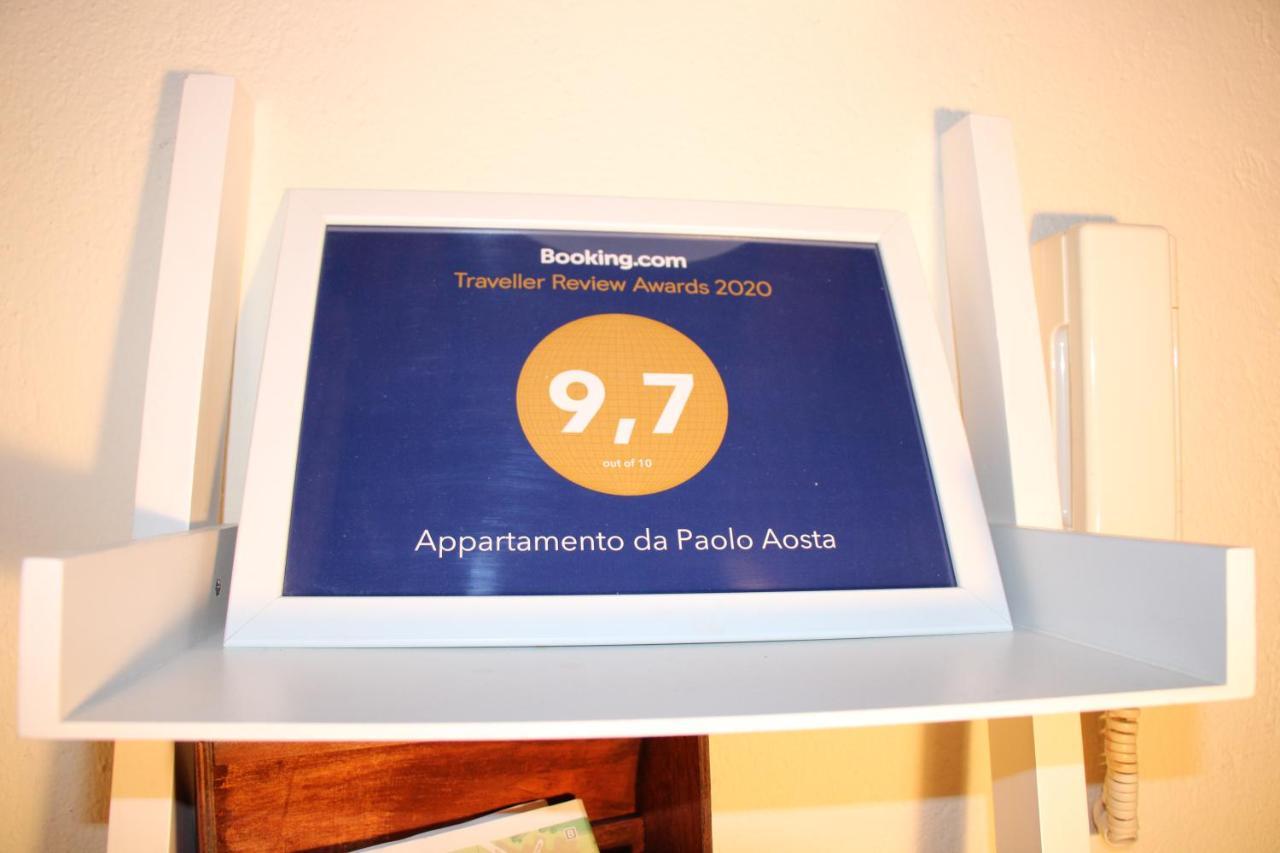 Booking.com
Traveller Review Awards 2020
9,7
out of 10
Appartamento da Paolo Aosta